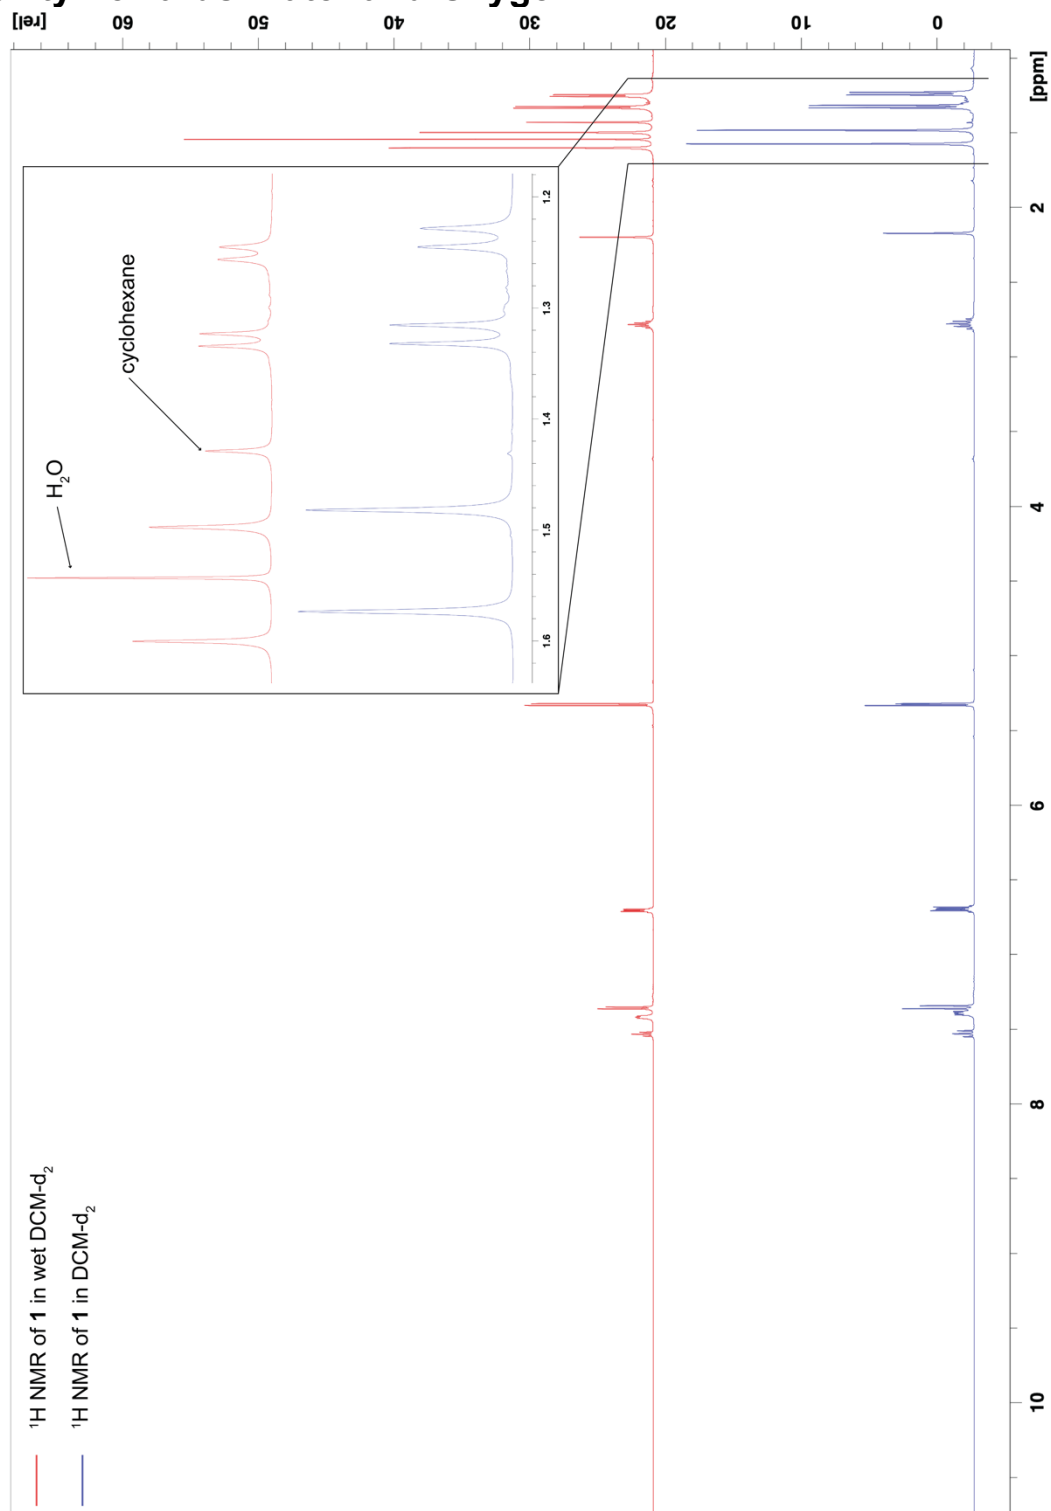 ¹H NMR of 1 in wet DCM-d₂
¹H NMR of 1 in DCM-d₂
H₂O
cyclohexane
1.6 1.5 1.4 1.3 1.2
[rel]
60
50
40
30
20
10
0
10 8 6 4 2 [ppm]